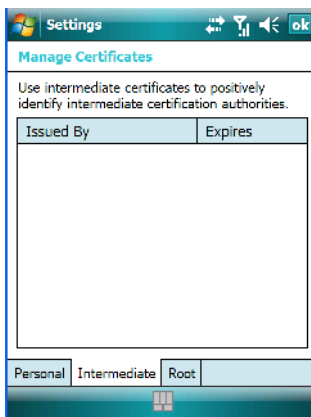 Settings ok
Manage Certificates
Use intermediate certificates to positively
identify intermediate certification authorities.
Issued By Expires
Personal Intermediate Root